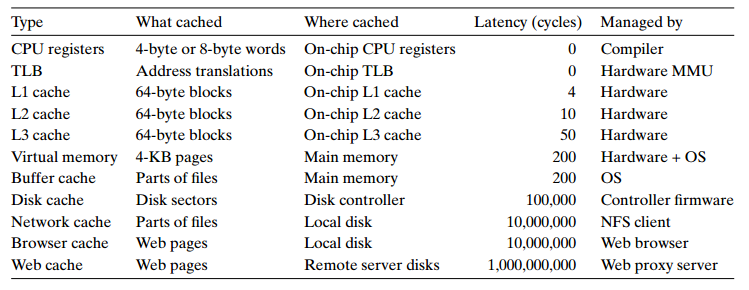 Type What cached Where cached Latency (cycles) Managed by
CPU registers 4-byte or 8-byte words On-chip CPU registers 0 Compiler
TLB Address translations On-chip TLB 0 Hardware MMU
L1 cache 64-byte blocks On-chip L1 cache 4 Hardware
L2 cache 64-byte blocks On-chip L2 cache 10 Hardware
L3 cache 64-byte blocks On-chip L3 cache 50 Hardware
Virtual memory 4-KB pages Main memory 200 Hardware + OS
Buffer cache Parts of files Main memory 200 OS
Disk cache Disk sectors Disk controller 100,000 Controller firmware
Network cache Parts of files Local disk 10,000,000 NFS client
Browser cache Web pages Local disk 10,000,000 Web browser
Web cache Web pages Remote server disks 1,000,000,000 Web proxy server